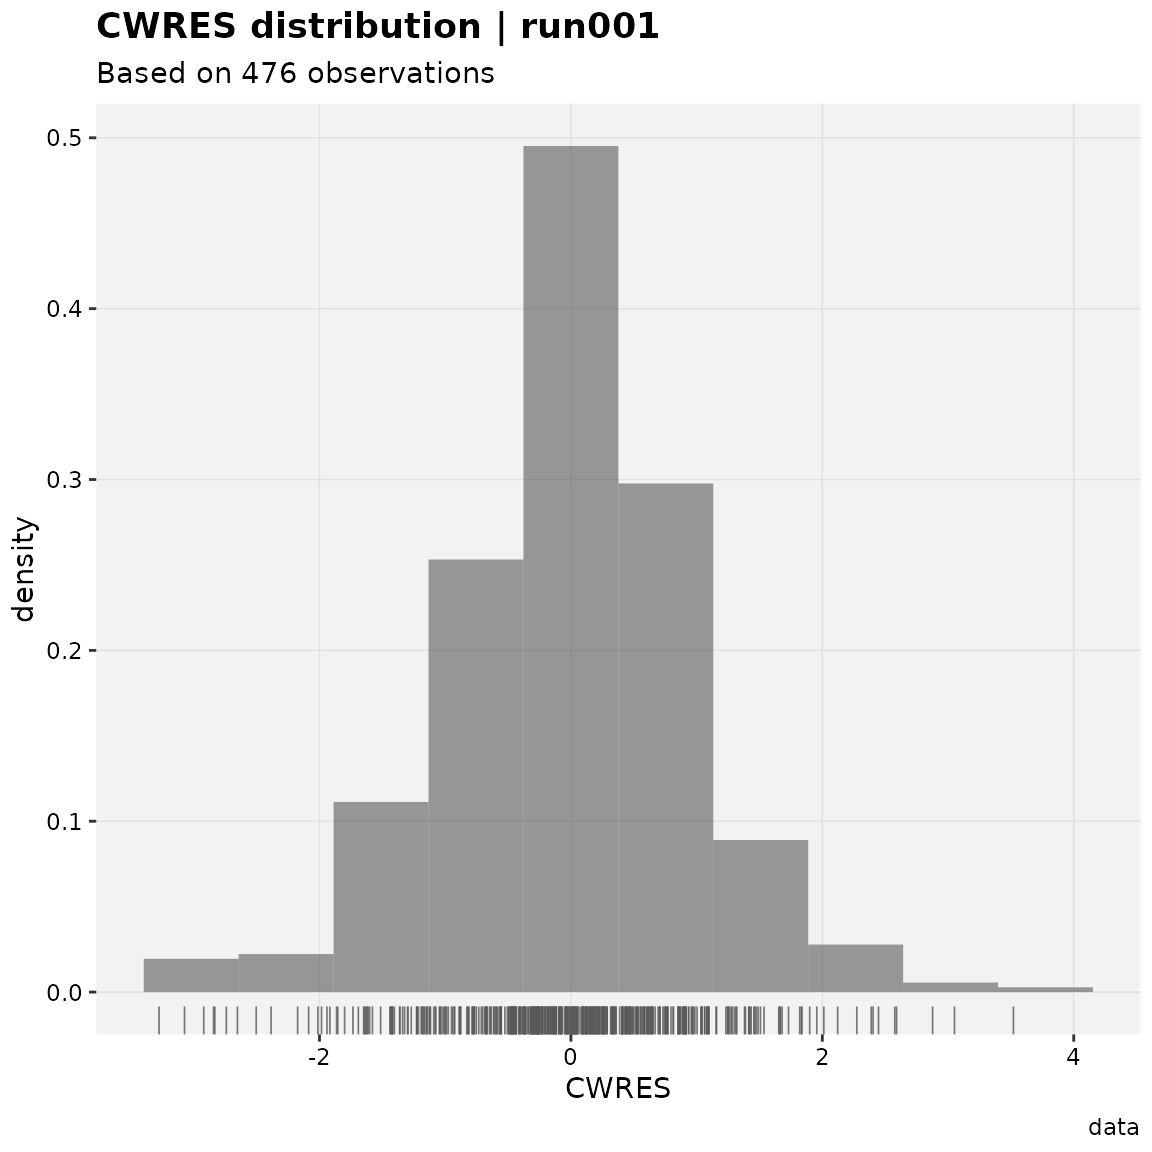 CWRES distribution | run001
Based on 476 observations
0.5
0.4
0.3
0.2
0.1
0.0
density
-2 0 2 4
CWRES
data